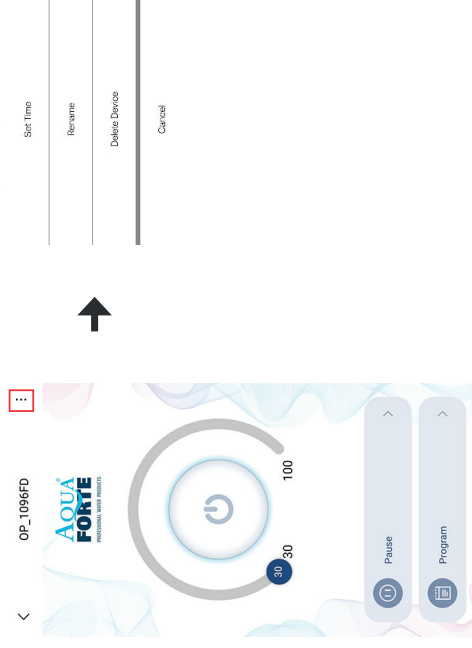 OP_1096FD
AQUA
FORTE
PROFESSIONAL WATER PRODUCTS
30
30
100
Pause
Program
Set Time
Rename
Delete Device
Cancel